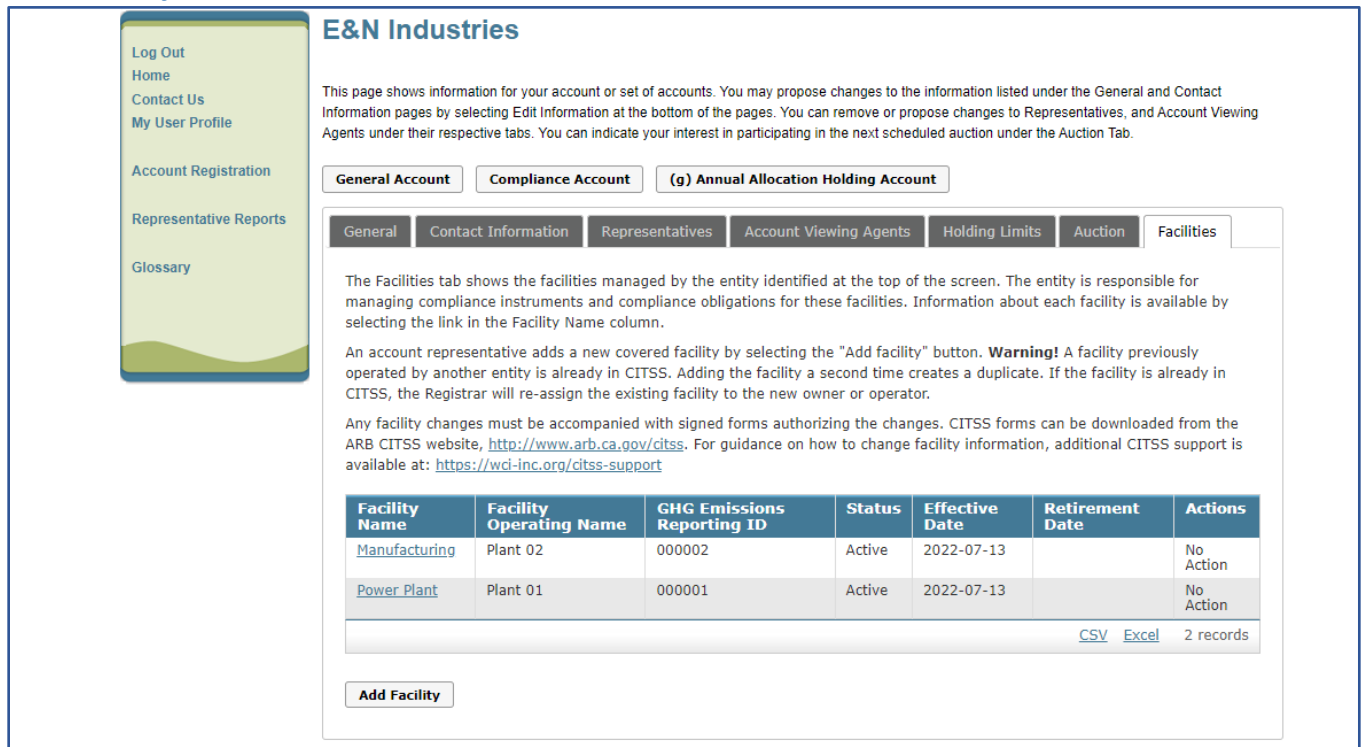 E&N Industries
Log Out
Home
Contact Us
My User Profile
Account Registration
Representative Reports
Glossary
This page shows information for your account or set of accounts. You may propose changes to the information listed under the General and Contact
Information pages by selecting Edit Information at the bottom of the pages. You can remove or propose changes to Representatives, and Account Viewing
Agents under their respective tabs. You can indicate your interest in participating in the next scheduled auction under the Auction Tab.
General Account Compliance Account (g) Annual Allocation Holding Account
General Contact Information Representatives Account Viewing Agents Holding Limits Auction Facilities
The Facilities tab shows the facilities managed by the entity identified at the top of the screen. The entity is responsible for
managing compliance instruments and compliance obligations for these facilities. Information about each facility is available by
selecting the link in the Facility Name column.
An account representative adds a new covered facility by selecting the "Add facility" button. Warning! A facility previously
operated by another entity is already in CITSS. Adding the facility a second time creates a duplicate. If the facility is already in
CITSS, the Registrar will re-assign the existing facility to the new owner or operator.
Any facility changes must be accompanied with signed forms authorizing the changes. CITSS forms can be downloaded from the
ARB CITSS website, http://www.arb.ca.gov/citss. For guidance on how to change facility information, additional CITSS support is
available at: https://wci-inc.org/citss-support
Facility Name Facility Operating Name GHG Emissions Reporting ID Status Effective Date Retirement Date Actions
Manufacturing Plant 02 000002 Active 2022-07-13 No Action
Power Plant Plant 01 000001 Active 2022-07-13 No Action
CSV Excel 2 records
Add Facility